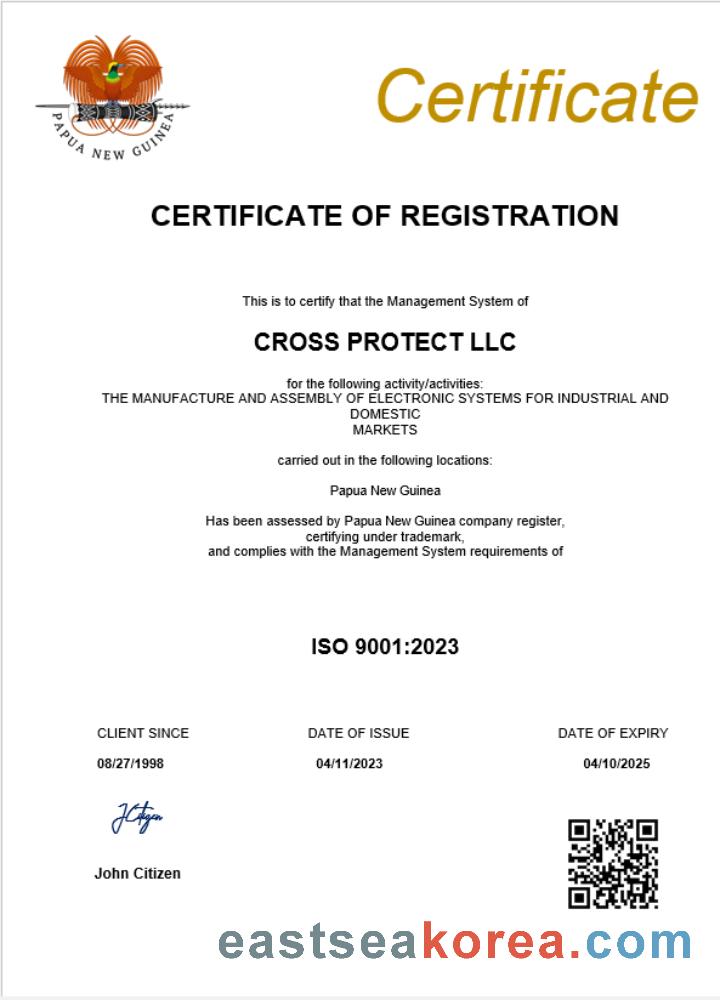 PAPUA NEW GUINEA
Certificate
CERTIFICATE OF REGISTRATION
This is to certify that the Management System of
CROSS PROTECT LLC
for the following activity/activities:
THE MANUFACTURE AND ASSEMBLY OF ELECTRONIC SYSTEMS FOR INDUSTRIAL AND
DOMESTIC
MARKETS
carried out in the following locations:
Papua New Guinea
Has been assessed by Papua New Guinea company register,
certifying under trademark,
and complies with the Management System requirements of
ISO 9001:2023
CLIENT SINCE DATE OF ISSUE DATE OF EXPIRY
08/27/1998 04/11/2023 04/10/2025
JCitizen
John Citizen
eastseakorea.com